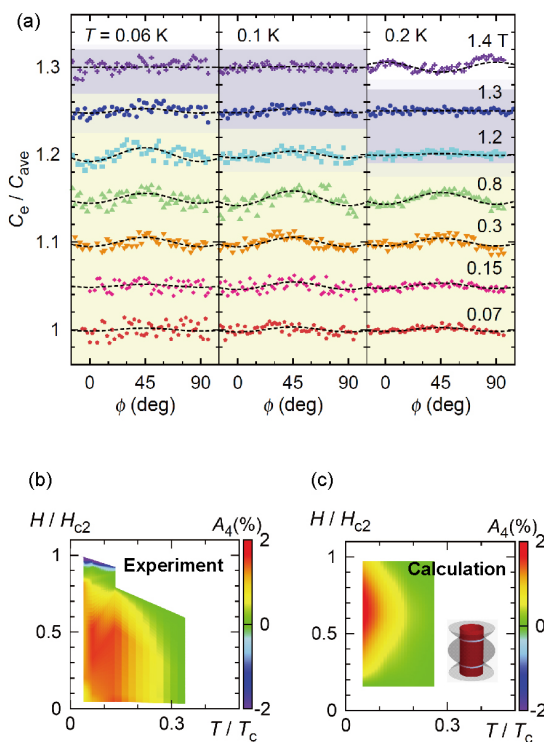 (a)
T = 0.06 K 0.1 K 0.2 K 1.4 T
1.3
1.3
1.2
1.2
0.8
0.3
1.1
0.15
0.07
1
Ce / Cave
0 45 90 0 45 90 0 45 90
ϕ (deg) ϕ (deg) ϕ (deg)
(b) (c)
H / Hc2 A4(%) H / Hc2 A4(%)
1 2 1 2
Experiment Calculation
0.5 0 0.5 0
0 -2 0 -2
0 0.3 0 0.3
T / Tc T / Tc